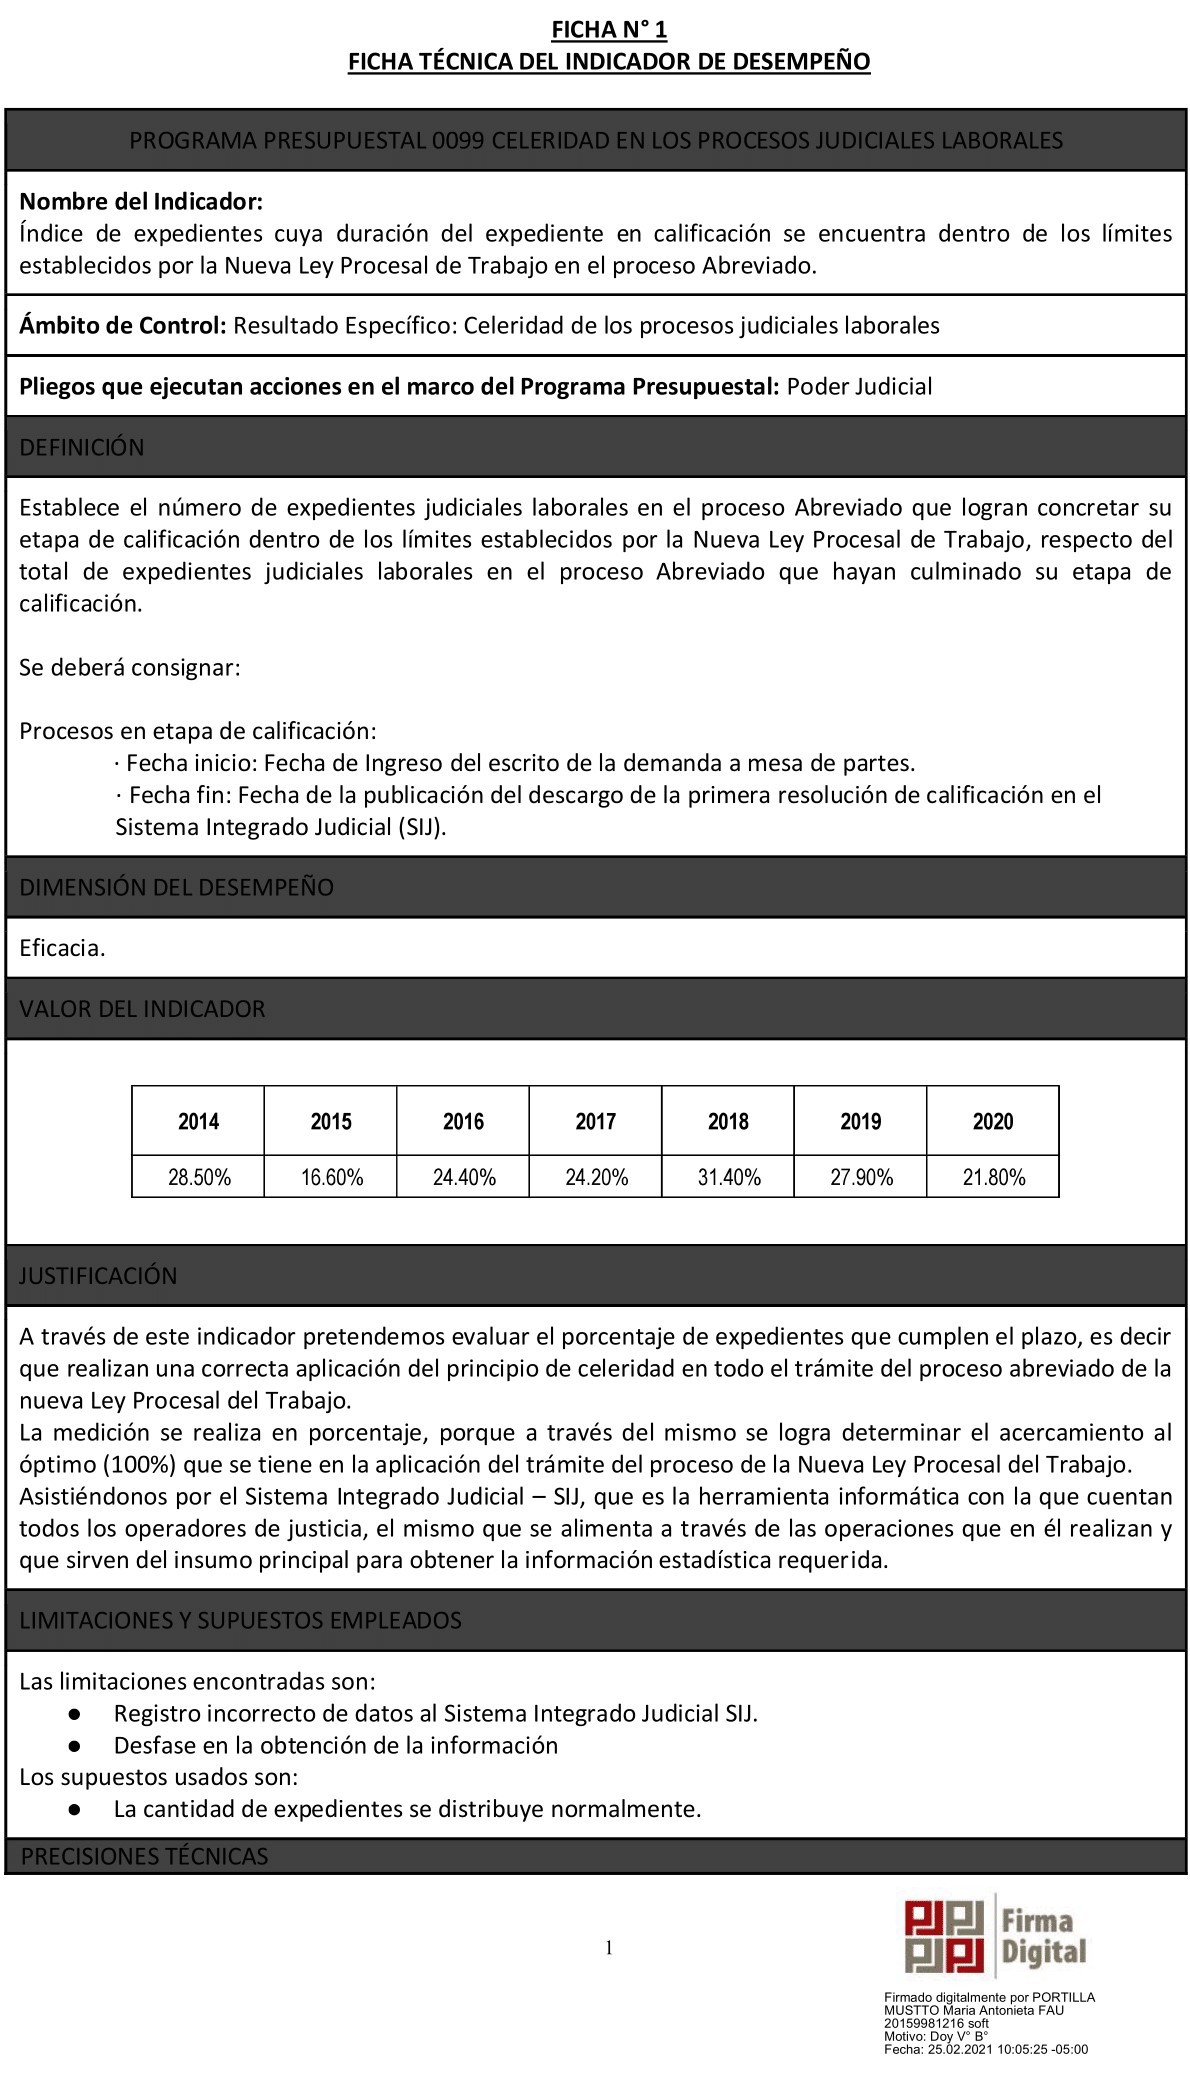 FICHA N° 1
FICHA TÉCNICA DEL INDICADOR DE DESEMPEÑO
PROGRAMA PRESUPUESTAL 0099 CELERIDAD EN LOS PROCESOS JUDICIALES LABORALES
Nombre del Indicador:
Índice de expedientes cuya duración del expediente en calificación se encuentra dentro de los límites
establecidos por la Nueva Ley Procesal de Trabajo en el proceso Abreviado.
Ámbito de Control: Resultado Específico: Celeridad de los procesos judiciales laborales
Pliegos que ejecutan acciones en el marco del Programa Presupuestal: Poder Judicial
DEFINICIÓN
Establece el número de expedientes judiciales laborales en el proceso Abreviado que logran concretar su
etapa de calificación dentro de los límites establecidos por la Nueva Ley Procesal de Trabajo, respecto del
total de expedientes judiciales laborales en el proceso Abreviado que hayan culminado su etapa de
calificación.
Se deberá consignar:
Procesos en etapa de calificación:
· Fecha inicio: Fecha de Ingreso del escrito de la demanda a mesa de partes.
· Fecha fin: Fecha de la publicación del descargo de la primera resolución de calificación en el
Sistema Integrado Judicial (SIJ).
DIMENSIÓN DEL DESEMPEÑO
Eficacia.
VALOR DEL INDICADOR
2014 2015 2016 2017 2018 2019 2020
28.50% 16.60% 24.40% 24.20% 31.40% 27.90% 21.80%
JUSTIFICACIÓN
A través de este indicador pretendemos evaluar el porcentaje de expedientes que cumplen el plazo, es decir
que realizan una correcta aplicación del principio de celeridad en todo el trámite del proceso abreviado de la
nueva Ley Procesal del Trabajo.
La medición se realiza en porcentaje, porque a través del mismo se logra determinar el acercamiento al
óptimo (100%) que se tiene en la aplicación del trámite del proceso de la Nueva Ley Procesal del Trabajo.
Asistiéndonos por el Sistema Integrado Judicial – SIJ, que es la herramienta informática con la que cuentan
todos los operadores de justicia, el mismo que se alimenta a través de las operaciones que en él realizan y
que sirven del insumo principal para obtener la información estadística requerida.
LIMITACIONES Y SUPUESTOS EMPLEADOS
Las limitaciones encontradas son:
● Registro incorrecto de datos al Sistema Integrado Judicial SIJ.
● Desfase en la obtención de la información
Los supuestos usados son:
● La cantidad de expedientes se distribuye normalmente.
PRECISIONES TÉCNICAS
1
Firma
Digital
Firmado digitalmente por PORTILLA
MUSTTO Maria Antonieta FAU
20159981216 soft
Motivo: Doy V° B°
Fecha: 25.02.2021 10:05:25 -05:00